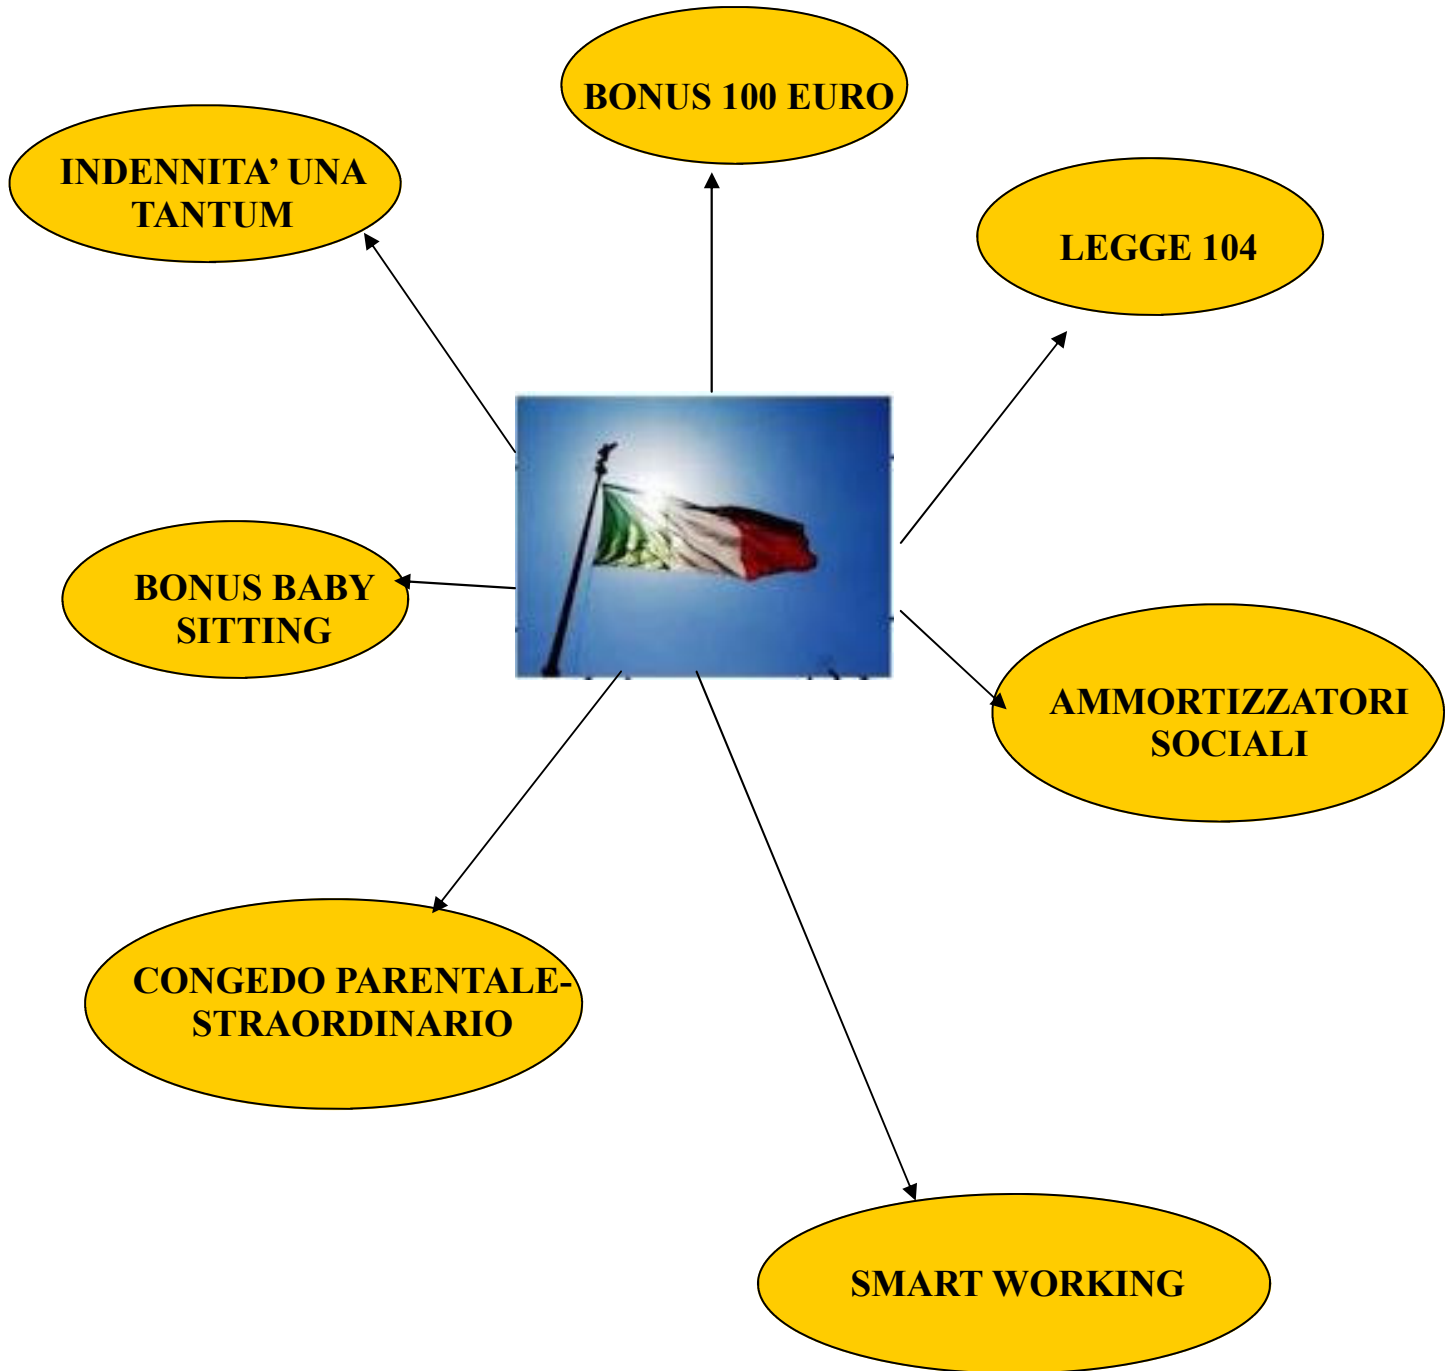 BONUS 100 EURO
INDENNITA’ UNA
TANTUM
LEGGE 104
BONUS BABY
SITTING
AMMORTIZZATORI
SOCIALI
CONGEDO PARENTALE-
STRAORDINARIO
SMART WORKING